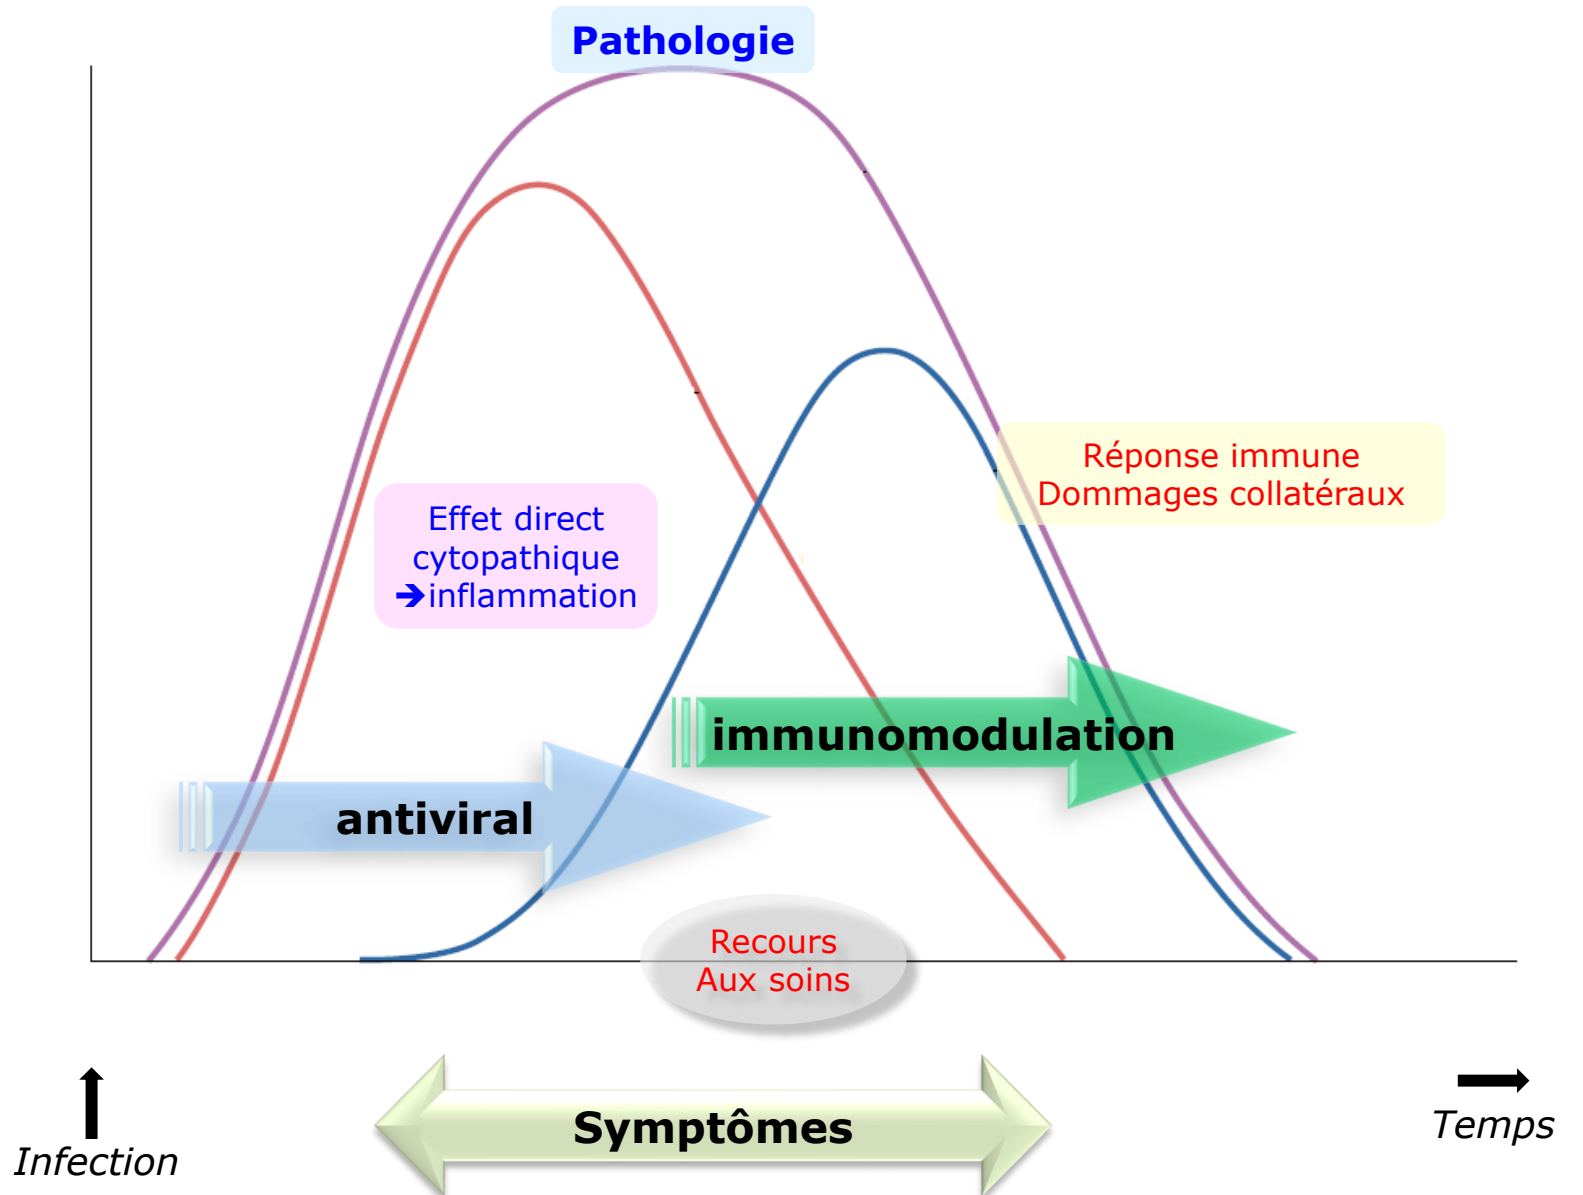 Pathologie
Réponse immune
Dommages collatéraux
Effet direct
cytopathique
➔inflammation
immunomodulation
antiviral
Recours
Aux soins
Symptômes
Infection
Temps